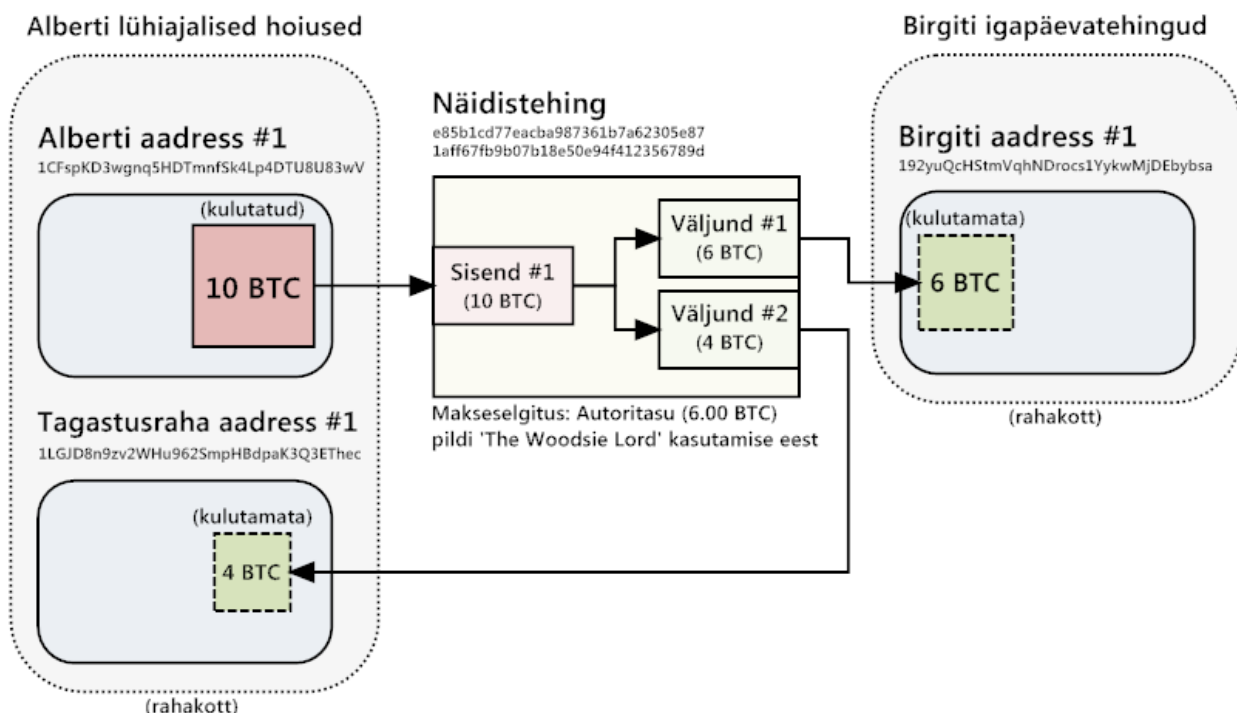 Alberti lühiajalised hoiused
Alberti aadress #1
1CFspKD3wgnq5HDTmnfSk4Lp4DTU8U83wV
(kulutatud)
10 BTC
Tagastusraha aadress #1
1LGJD8n9zv2WHu962SmpHBdpaK3Q3EThec
(kulutamata)
4 BTC
(rahakott)
Näidistehing
e85b1cd77eacba987361b7a62305e87
1aff67fb9b07b18e50e94f412356789d
Sisend #1
(10 BTC)
Väljund #1
(6 BTC)
Väljund #2
(4 BTC)
Makseselgitus: Autoritasu (6.00 BTC)
pildi 'The Woodsie Lord' kasutamise eest
Birgiti igapäevatehingud
Birgiti aadress #1
192yuQcHStmVqhNDrocs1YykwMjDEbybsa
(kulutamata)
6 BTC
(rahakott)